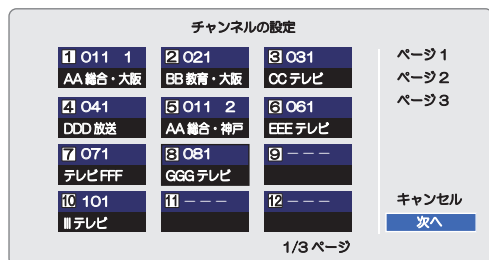 チャンネルの設定
1 011 1 2 021 3 031 ページ 1
AA 総合・大阪 BB 教育・大阪 CC テレビ ページ 2
4 041 5 011 2 6 061 ページ 3
DDD 放送 AA 総合・神戸 EEE テレビ
7 071 8 081 9 ---
テレビ FFF GGG テレビ
10 101 11 --- 12 --- キャンセル
III テレビ 次へ
1/3 ページ